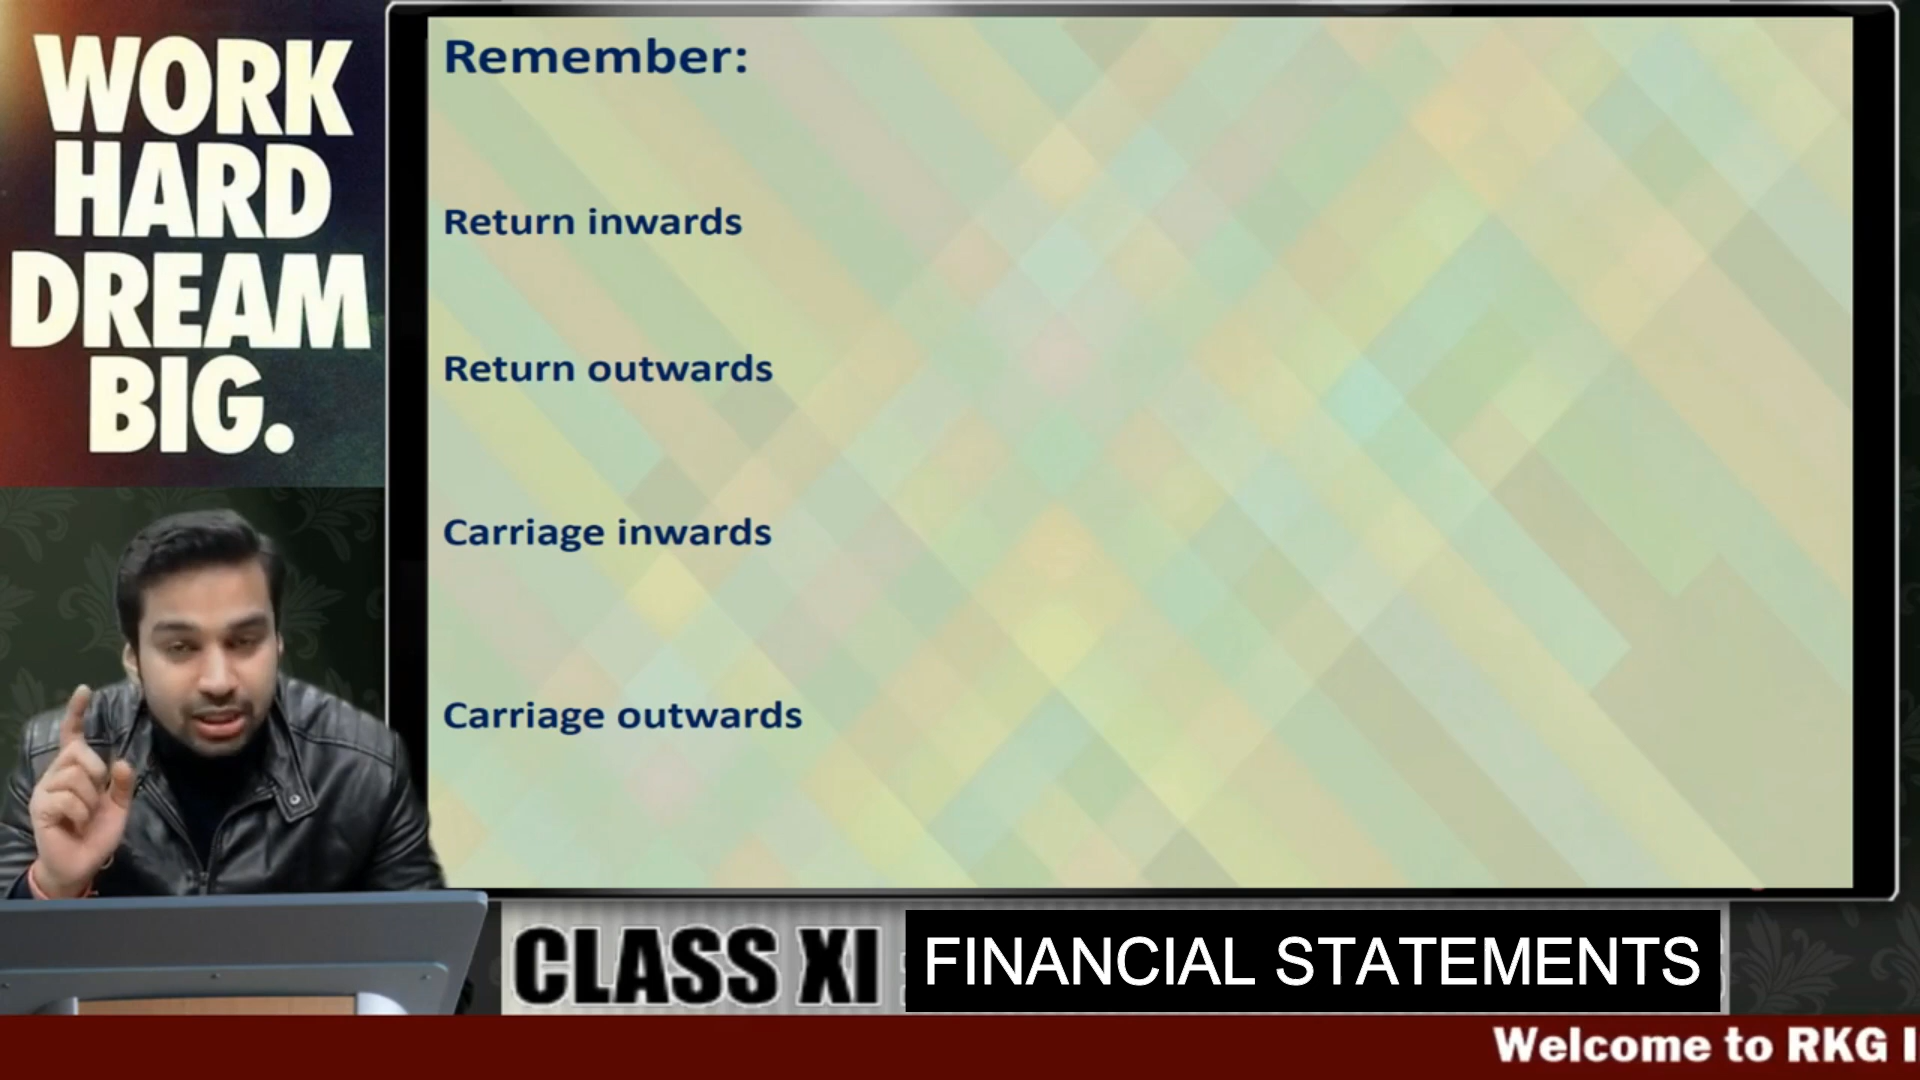 WORK
HARD
DREAM
BIG.
Remember:
Return inwards
Return outwards
Carriage inwards
Carriage outwards
CLASS XI
FINANCIAL STATEMENTS
Welcome to RKG I